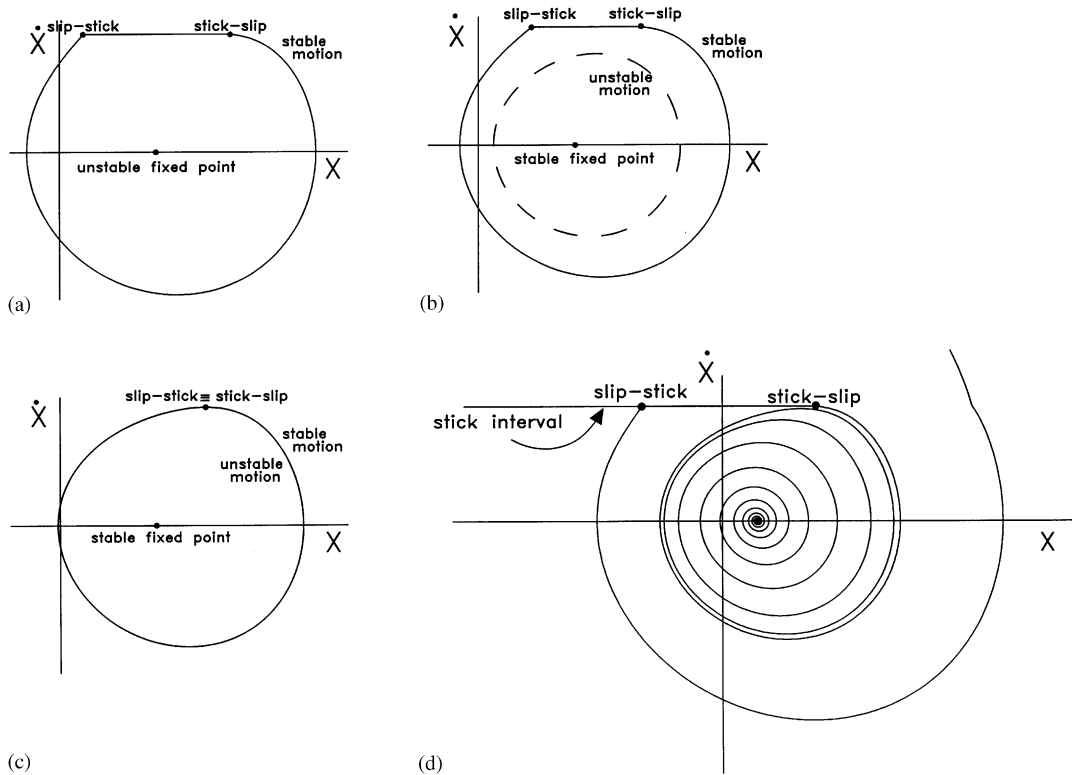 Ẋ
slip-stick
stick-slip
stable
motion
unstable fixed point
X
(a)
Ẋ
slip-stick
stick-slip
stable
motion
unstable
motion
stable fixed point
X
(b)
Ẋ
slip-stick≡ stick-slip
stable
motion
unstable
motion
stable fixed point
X
(c)
Ẋ
slip-stick
stick-slip
stick interval
X
(d)